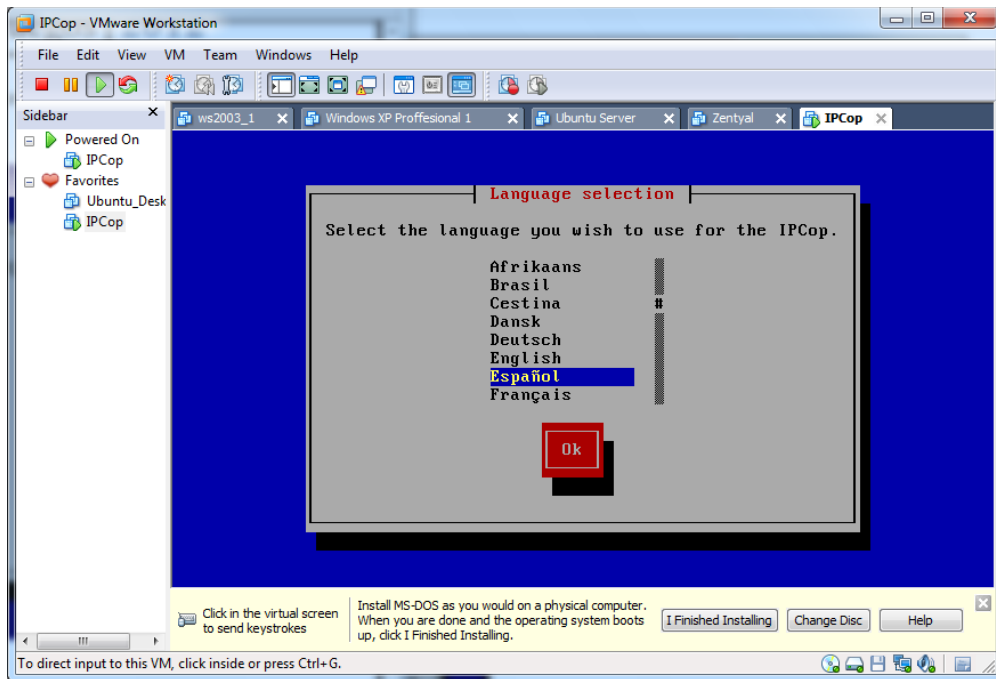 IPCop - VMware Workstation
File Edit View VM Team Windows Help
Sidebar
ws2003_1 Windows XP Proffesional 1 Ubuntu Server Zentyal IPCop
Powered On
IPCop
Favorites
Ubuntu_Desk
IPCop
Language selection
Select the language you wish to use for the IPCop.
Afrikaans
Brasil
Cestina #
Dansk
Deutsch
English
Español
Français
Ok
Click in the virtual screen
to send keystrokes
Install MS-DOS as you would on a physical computer.
When you are done and the operating system boots
up, click I Finished Installing.
I Finished Installing Change Disc Help
To direct input to this VM, click inside or press Ctrl+G.